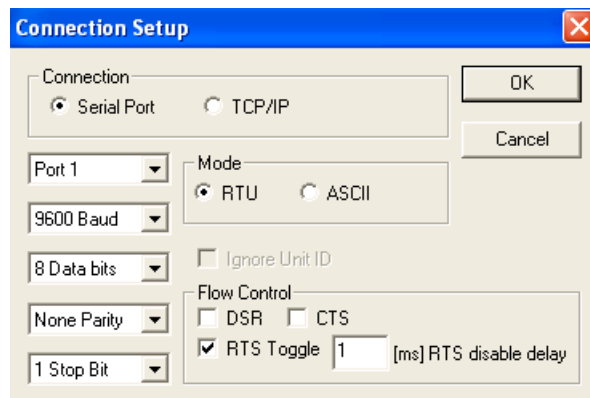 Connection Setup
Connection
Serial Port TCP/IP
OK
Cancel
Port 1
9600 Baud
8 Data bits
None Parity
1 Stop Bit
Mode
RTU ASCII
Ignore Unit ID
Flow Control
DSR CTS
RTS Toggle 1 [ms] RTS disable delay